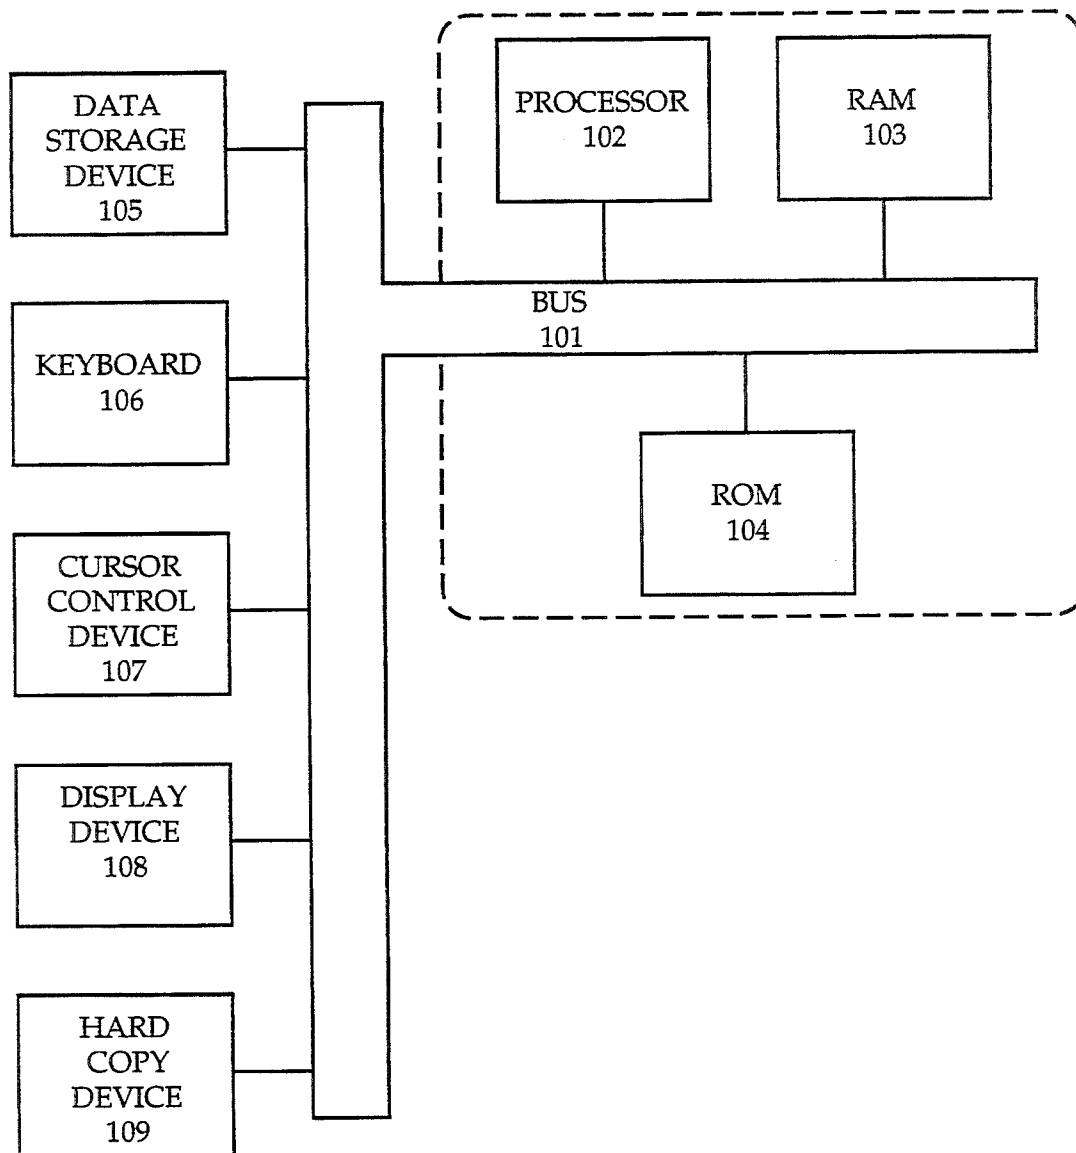 DATA
STORAGE
DEVICE
105
KEYBOARD
106
CURSOR
CONTROL
DEVICE
107
DISPLAY
DEVICE
108
HARD
COPY
DEVICE
109
PROCESSOR
102
RAM
103
BUS
101
ROM
104